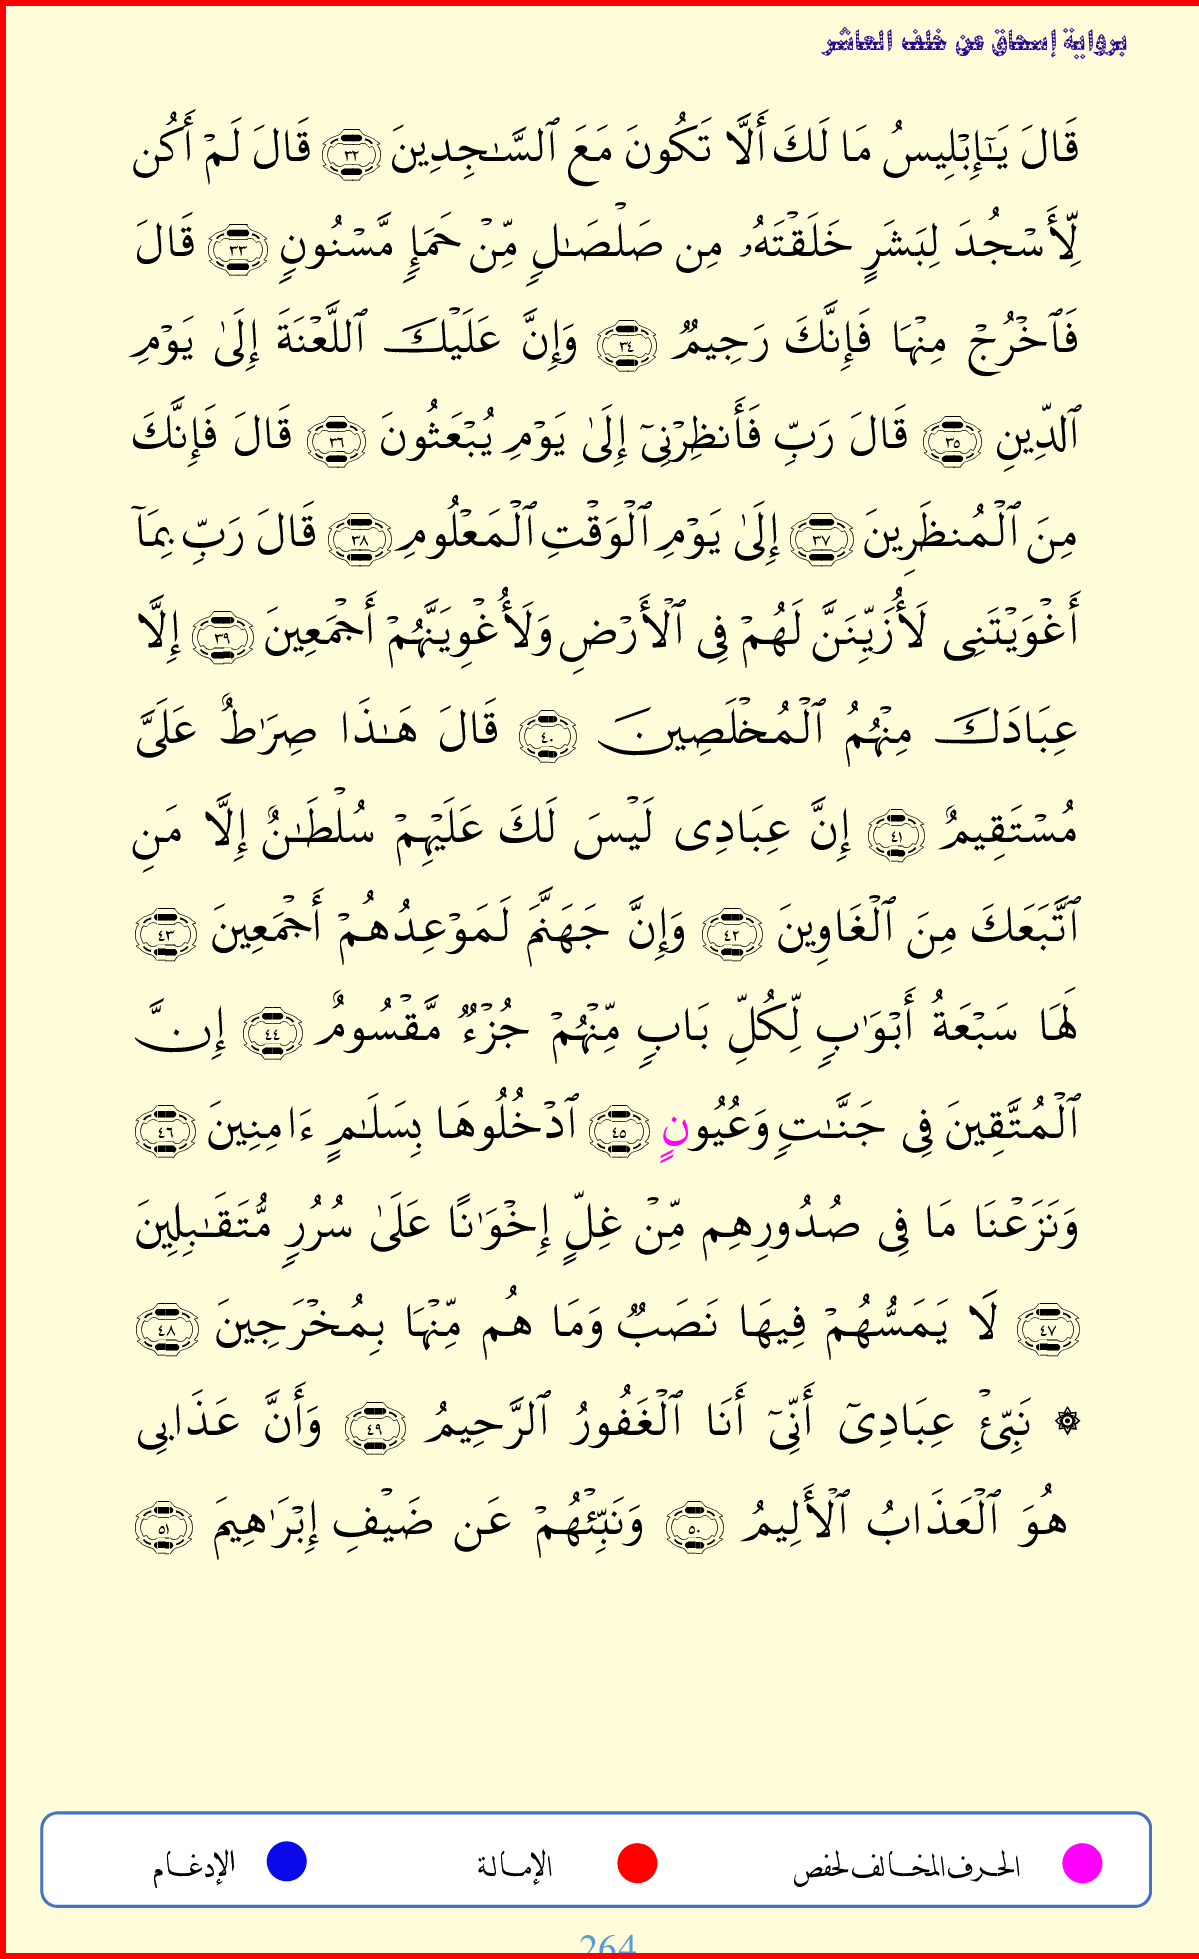 برواية إسحاق عن خلف العاشر
قَالَ يَـٰٓإِبْلِيسُ مَا لَكَ أَلَّا تَكُونَ مَعَ ٱلسَّـٰجِدِينَ ٣٢ قَالَ لَمْ أَكُن
لِّأَسْجُدَ لِبَشَرٍ خَلَقْتَهُۥ مِن صَلْصَـٰلٍ مِّنْ حَمَإٍ مَّسْنُونٍ ٣٣ قَالَ
فَٱخْرُجْ مِنْهَا فَإِنَّكَ رَجِيمٌ ٣٤ وَإِنَّ عَلَيْكَ ٱللَّعْنَةَ إِلَىٰ يَوْمِ
ٱلدِّينِ ٣٥ قَالَ رَبِّ فَأَنظِرْنِىٓ إِلَىٰ يَوْمِ يُبْعَثُونَ ٣٦ قَالَ فَإِنَّكَ
مِنَ ٱلْمُنظَرِينَ ٣٧ إِلَىٰ يَوْمِ ٱلْوَقْتِ ٱلْمَعْلُومِ ٣٨ قَالَ رَبِّ بِمَآ
أَغْوَيْتَنِى لَأُزَيِّنَنَّ لَهُمْ فِى ٱلْأَرْضِ وَلَأُغْوِيَنَّهُمْ أَجْمَعِينَ ٣٩ إِلَّا
عِبَادَكَ مِنْهُمُ ٱلْمُخْلَصِينَ ٤٠ قَالَ هَـٰذَا صِرَٰطٌ عَلَىَّ
مُسْتَقِيمٌ ٤١ إِنَّ عِبَادِى لَيْسَ لَكَ عَلَيْهِمْ سُلْطَـٰنٌ إِلَّا مَنِ
ٱتَّبَعَكَ مِنَ ٱلْغَاوِينَ ٤٢ وَإِنَّ جَهَنَّمَ لَمَوْعِدُهُمْ أَجْمَعِينَ ٤٣
لَهَا سَبْعَةُ أَبْوَٰبٍ لِّكُلِّ بَابٍ مِّنْهُمْ جُزْءٌ مَّقْسُومٌ ٤٤ إِنَّ
ٱلْمُتَّقِينَ فِى جَنَّـٰتٍ وَعُيُونٍ ٤٥ ٱدْخُلُوهَا بِسَلَـٰمٍ ءَامِنِينَ ٤٦
وَنَزَعْنَا مَا فِى صُدُورِهِم مِّنْ غِلٍّ إِخْوَٰنًا عَلَىٰ سُرُرٍ مُّتَقَـٰبِلِينَ
٤٧ لَا يَمَسُّهُمْ فِيهَا نَصَبٌ وَمَا هُم مِّنْهَا بِمُخْرَجِينَ ٤٨
۞ نَبِّئْ عِبَادِىٓ أَنِّىٓ أَنَا ٱلْغَفُورُ ٱلرَّحِيمُ ٤٩ وَأَنَّ عَذَابِى
هُوَ ٱلْعَذَابُ ٱلْأَلِيمُ ٥٠ وَنَبِّئْهُمْ عَن ضَيْفِ إِبْرَٰهِيمَ ٥١
الحرف المخالف لحفص الإمالة الإدغام
264